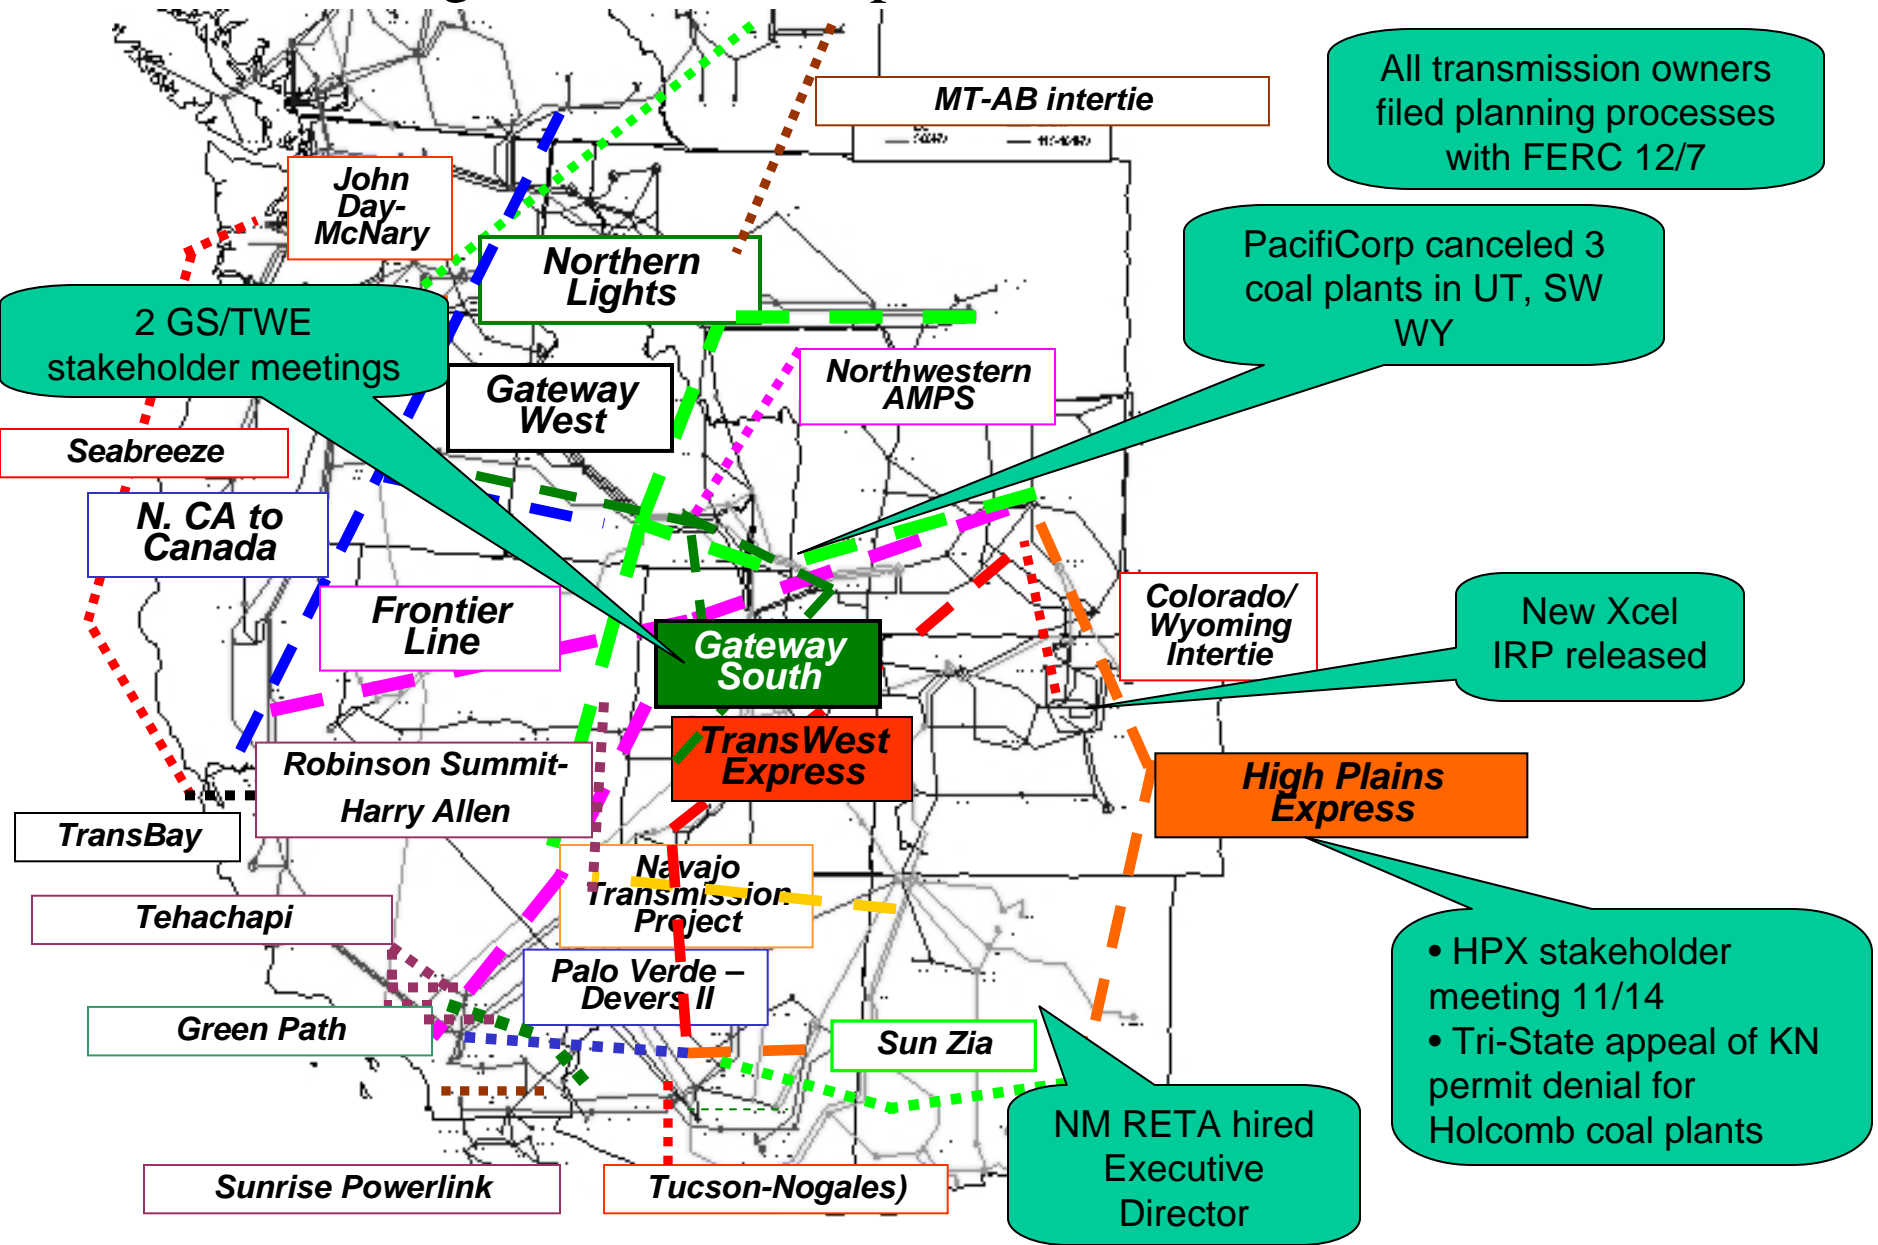 MT-AB intertie
All transmission owners
filed planning processes
with FERC 12/7
John
Day-
McNary
PacifiCorp canceled 3
coal plants in UT, SW
WY
Northern
Lights
2 GS/TWE
stakeholder meetings
Gateway
West
Northwestern
AMPS
Seabreeze
N. CA to
Canada
Frontier
Line
Colorado/
Wyoming
Intertie
New Xcel
IRP released
Gateway
South
TransWest
Express
Robinson Summit-
Harry Allen
High Plains
Express
TransBay
Navajo
Transmission
Project
Tehachapi
Palo Verde –
Devers II
• HPX stakeholder
meeting 11/14
• Tri-State appeal of KN
permit denial for
Holcomb coal plants
Green Path
Sun Zia
NM RETA hired
Executive
Director
Sunrise Powerlink
Tucson-Nogales)